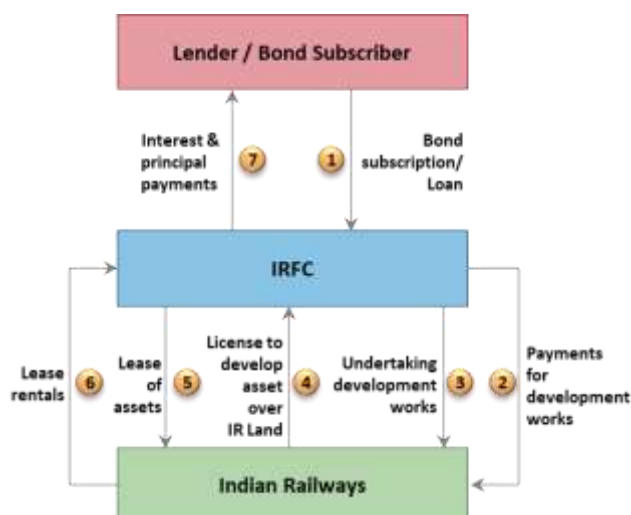 Lender / Bond Subscriber
Interest &
principal
payments
7
1
Bond
subscription/
Loan
IRFC
Lease
rentals
6
Lease
of
assets
5
License to
develop
asset
over
IR Land
4
Undertaking
development
works
3
2
Payments
for
development
works
Indian Railways